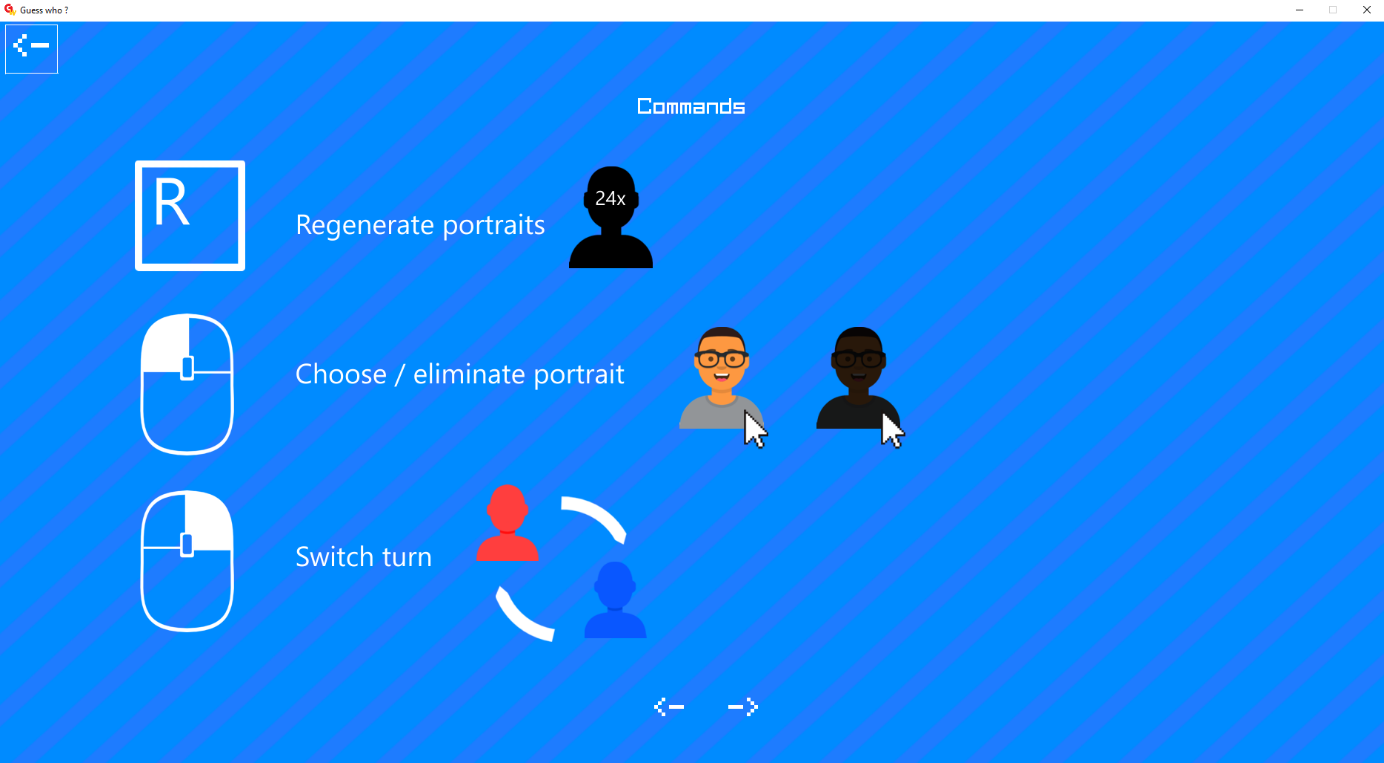 Guess who ?
<-
Commands
R
Regenerate portraits
24x
Choose / eliminate portrait
Switch turn
<- ->